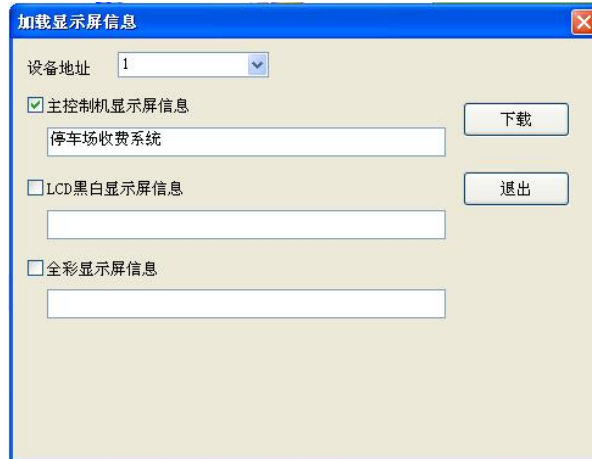 加载显示屏信息
设备地址 1
主控制机显示屏信息
下载
停车场收费系统
LCD黑白显示屏信息
退出
全彩显示屏信息